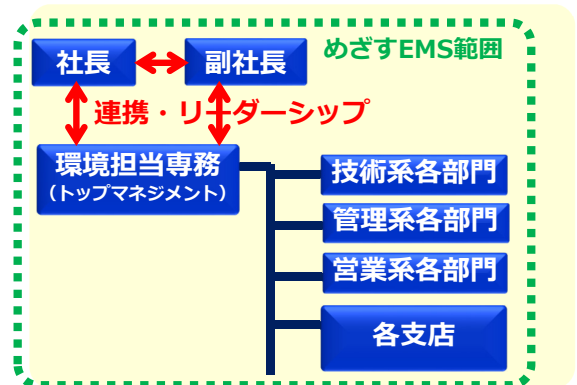 めざすEMS範囲
社長
副社長
連携・リーダーシップ
環境担当専務
（トップマネジメント）
技術系各部門
管理系各部門
営業系各部門
各支店